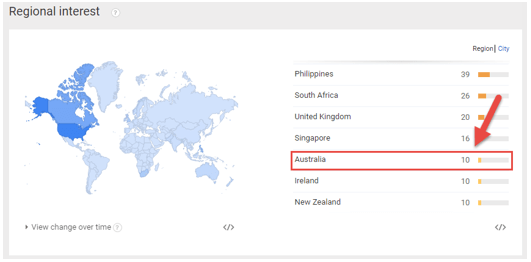 Regional interest ?
Region | City
Philippines 39
South Africa 26
United Kingdom 20
Singapore 16
Australia 10
Ireland 10
New Zealand 10
View change over time ?
</>
</>